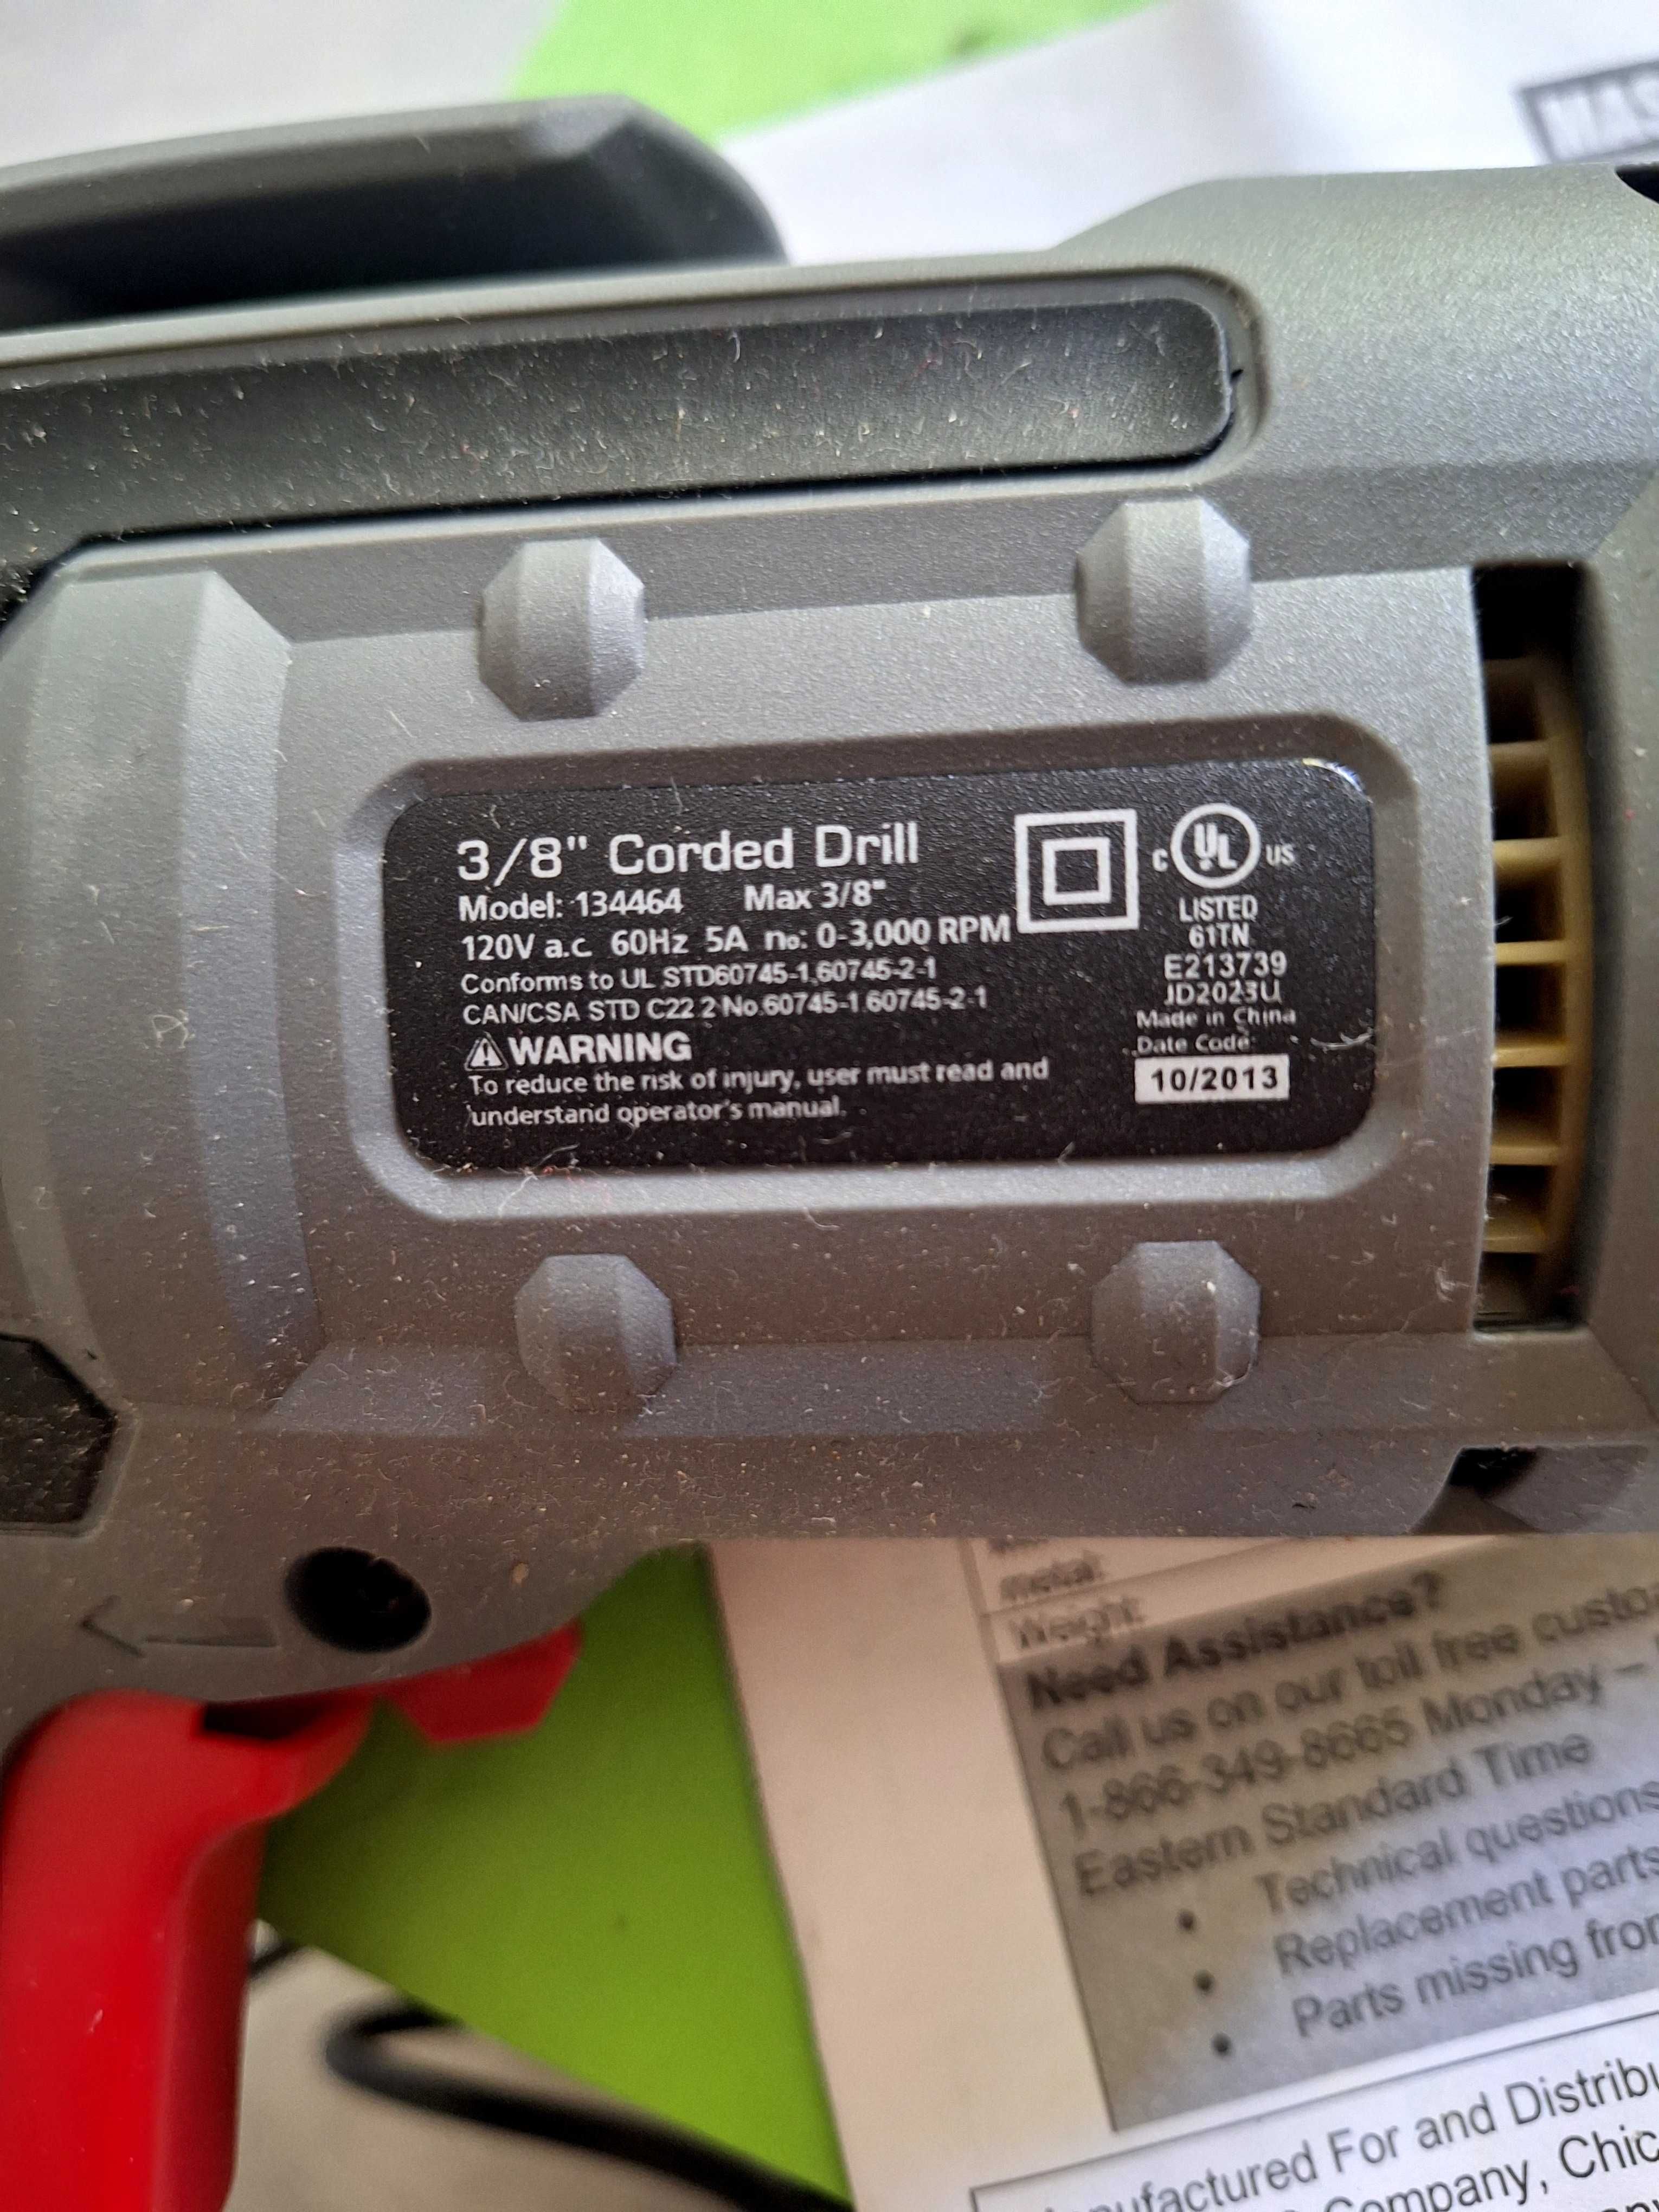 MAS
3/8" Corded Drill
Model: 134464 Max 3/8"
120V a.c. 60Hz 5A no: 0-3,000 RPM
Conforms to UL STD60745-1,60745-2-1
CAN/CSA STD C22.2 No.60745-1 60745-2-1
WARNING
To reduce the risk of injury, user must read and
understand operator's manual.
C UL US
LISTED
61TN
E213739
JD2023U
Made in China
Date Code:
10/2013
metal:
Weight:
Need Assistance?
Call us on our toll free custo
1-866-349-8665 Monday –
Eastern Standard Time
• Technical questions
• Replacement parts
• Parts missing fro
nufactured For and Distribu
Company, Chic